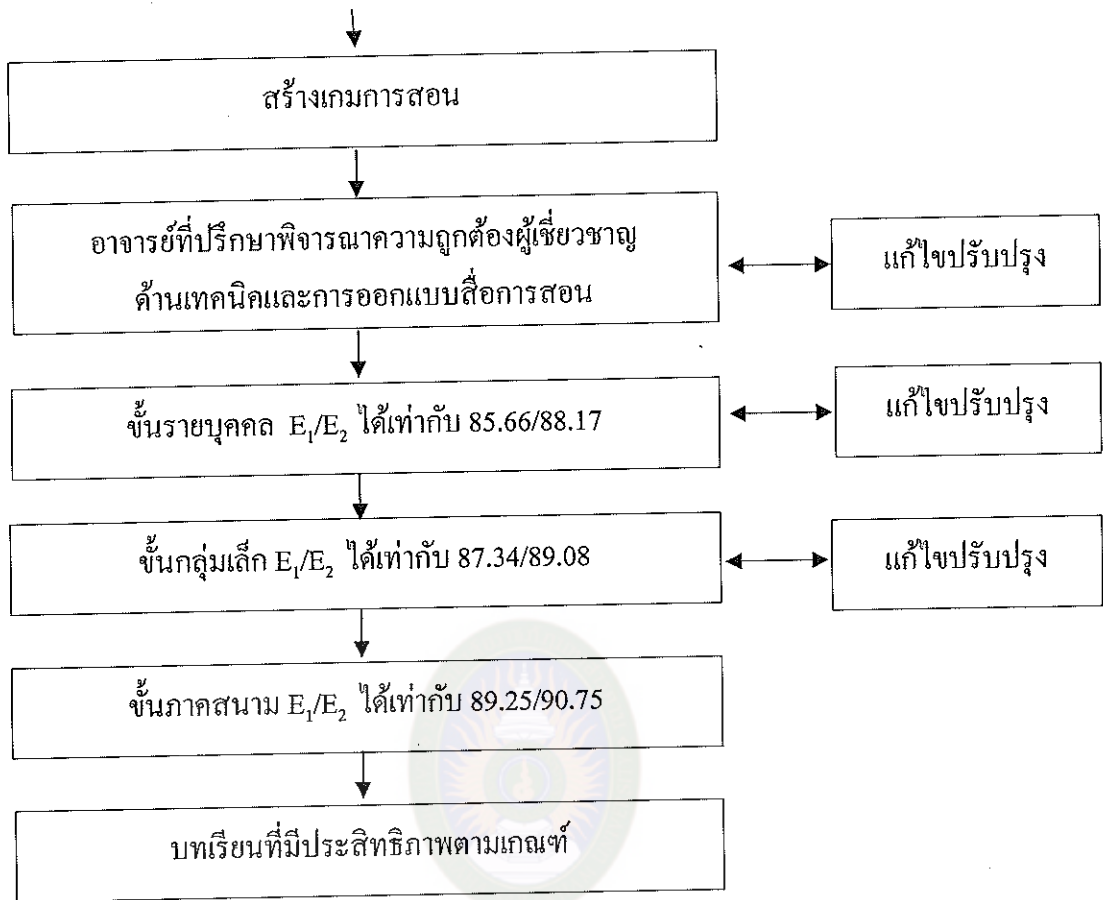 สร้างเกมการสอน
อาจารย์ที่ปรึกษาพิจารณาความถูกต้องผู้เชี่ยวชาญ
ด้านเทคนิคและการออกแบบสื่อการสอน
แก้ไขปรับปรุง
ขั้นรายบุคคล E₁/E₂ ได้เท่ากับ 85.66/88.17
แก้ไขปรับปรุง
ขั้นกลุ่มเล็ก E₁/E₂ ได้เท่ากับ 87.34/89.08
แก้ไขปรับปรุง
ขั้นภาคสนาม E₁/E₂ ได้เท่ากับ 89.25/90.75
บทเรียนที่มีประสิทธิภาพตามเกณฑ์